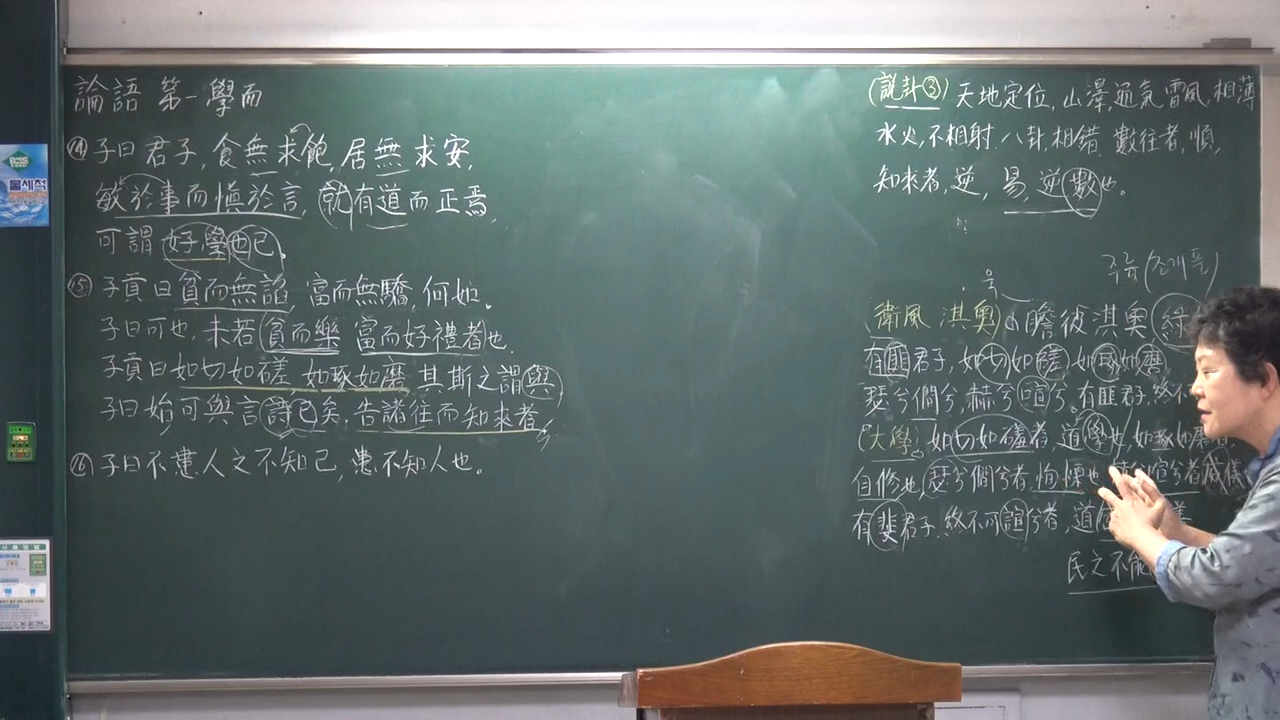 論語 第一 學而
⑭ 子曰君子, 食無求飽, 居無求安,
敏於事而愼於言, 就有道而正焉,
可謂好學也已.
⑮ 子貢曰貧而無諂 富而無驕, 何如.
子曰可也, 未若貧而樂 富而好禮者也.
子貢曰如切如磋, 如琢如磨 其斯之謂與,
子曰始可與言詩已矣, 告諸往而知來者.
⑯ 子曰不患人之不知己, 患不知人也.
(說卦③) 天地定位, 山澤, 通氣 雷風, 相薄
水火, 不相射, 八卦, 相錯, 數往者, 順,
知來者, 逆, 易, 逆數也.
욱
(衛風 淇奧) 瞻彼淇奧
有匪君子, 如切如磋, 如琢如磨
瑟兮僩兮, 赫兮喧兮, 有匪君子, 終不
(大學) 如切如磋者, 道學也, 如琢如磨
自修也, 瑟兮僩兮者, 恂慄也 喧兮者 威儀
有斐君子, 終不可諠兮者, 道
民之不能
물세척